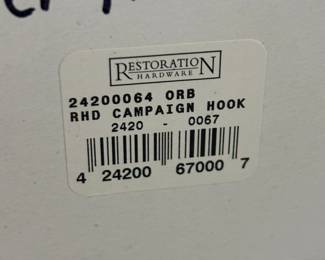 RESTORATION
HARDWARE
24200064 ORB
RHD CAMPAIGN HOOK
2420 - 0067
4 24200 67000 7